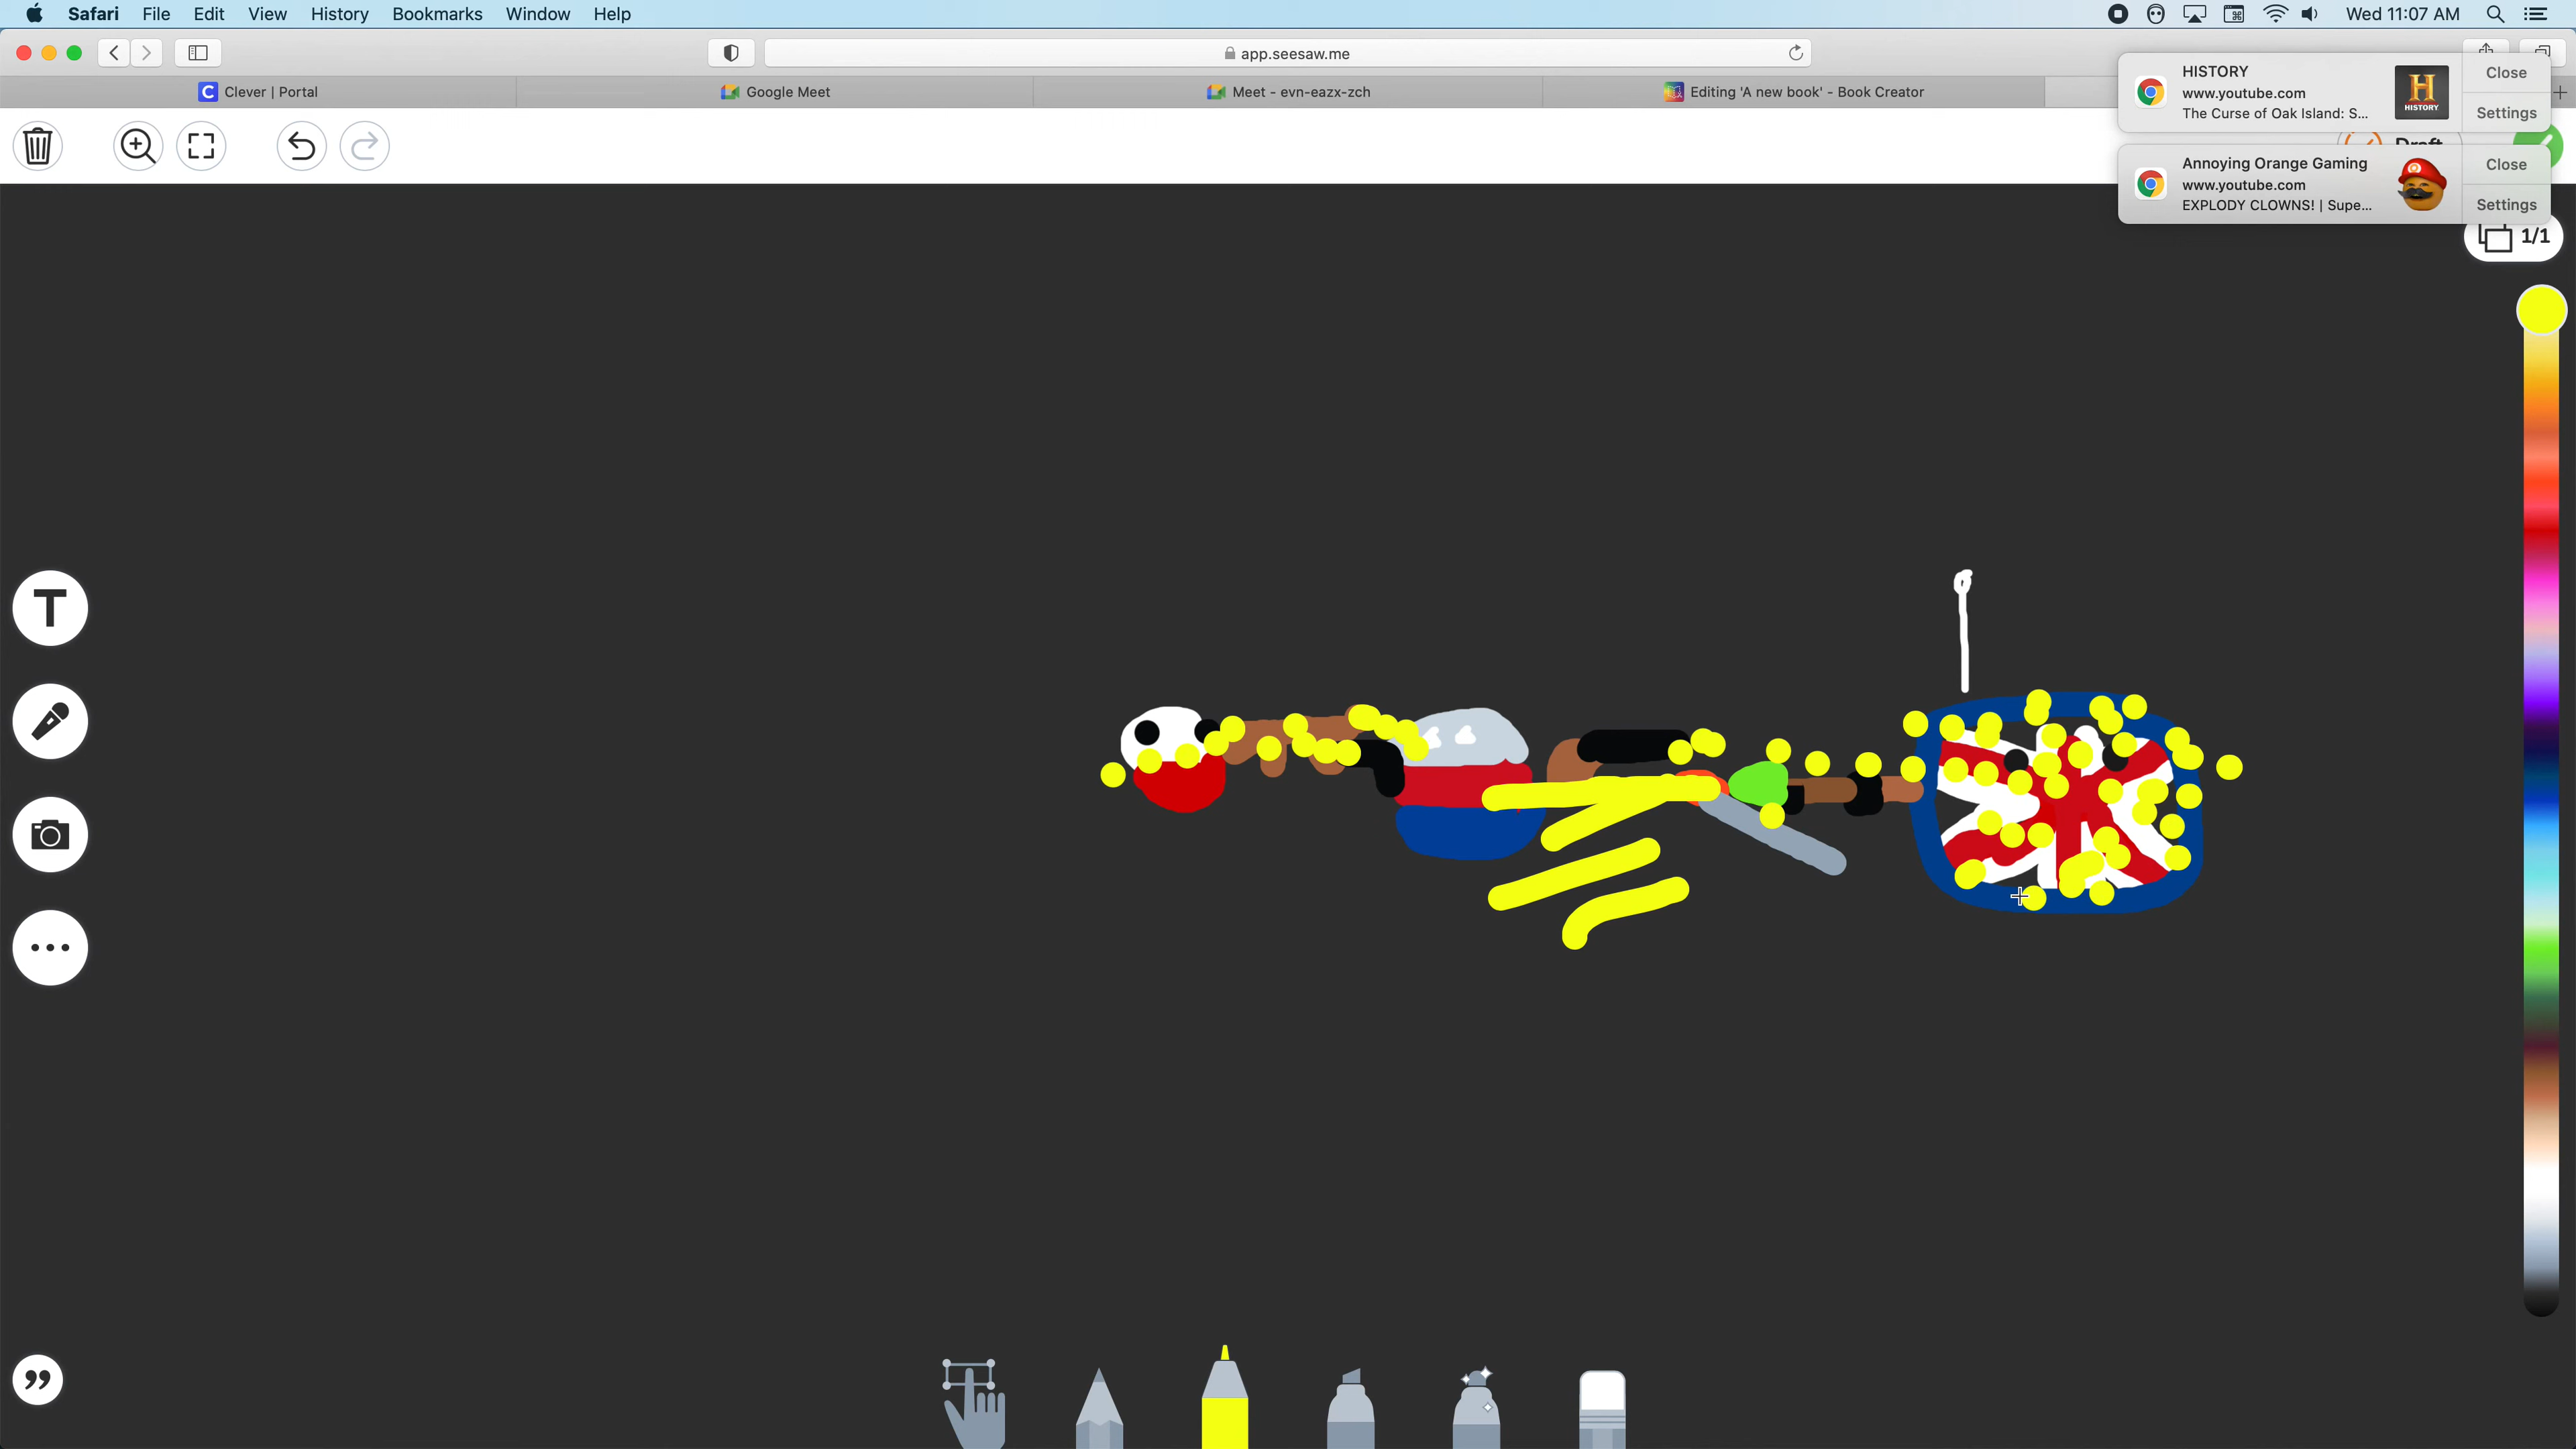 Safari File Edit View History Bookmarks Window Help Wed 11:07 AM
app.seesaw.me
Clever | Portal
Google Meet
Meet - evn-eazx-zch
Editing 'A new book' - Book Creator
HISTORY
www.youtube.com
The Curse of Oak Island: S...
H
HISTORY
Close
Settings
Annoying Orange Gaming
www.youtube.com
EXPLODY CLOWNS! | Supe...
Close
Settings
1/1
T